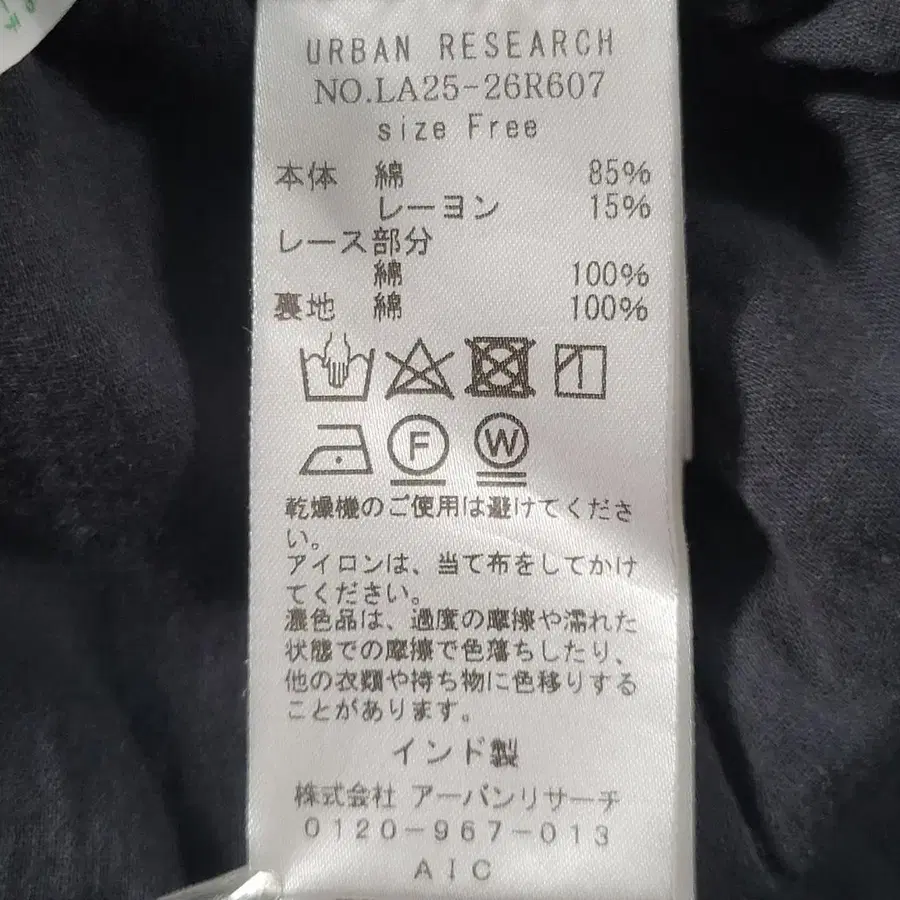 URBAN RESEARCH
NO.LA25-26R607
size Free
本体 綿 85%
レーヨン 15%
レース部分
綿 100%
裏地 綿 100%
F W
乾燥機のご使用は避けてくださ
い。
アイロンは、当て布をしてかけ
てください。
濃色品は、過度の摩擦や濡れた
状態での摩擦で色落ちしたり、
他の衣類や持ち物に色移りする
ことがあります。
インド製
株式会社 アーバンリサーチ
0120-967-013
AIC